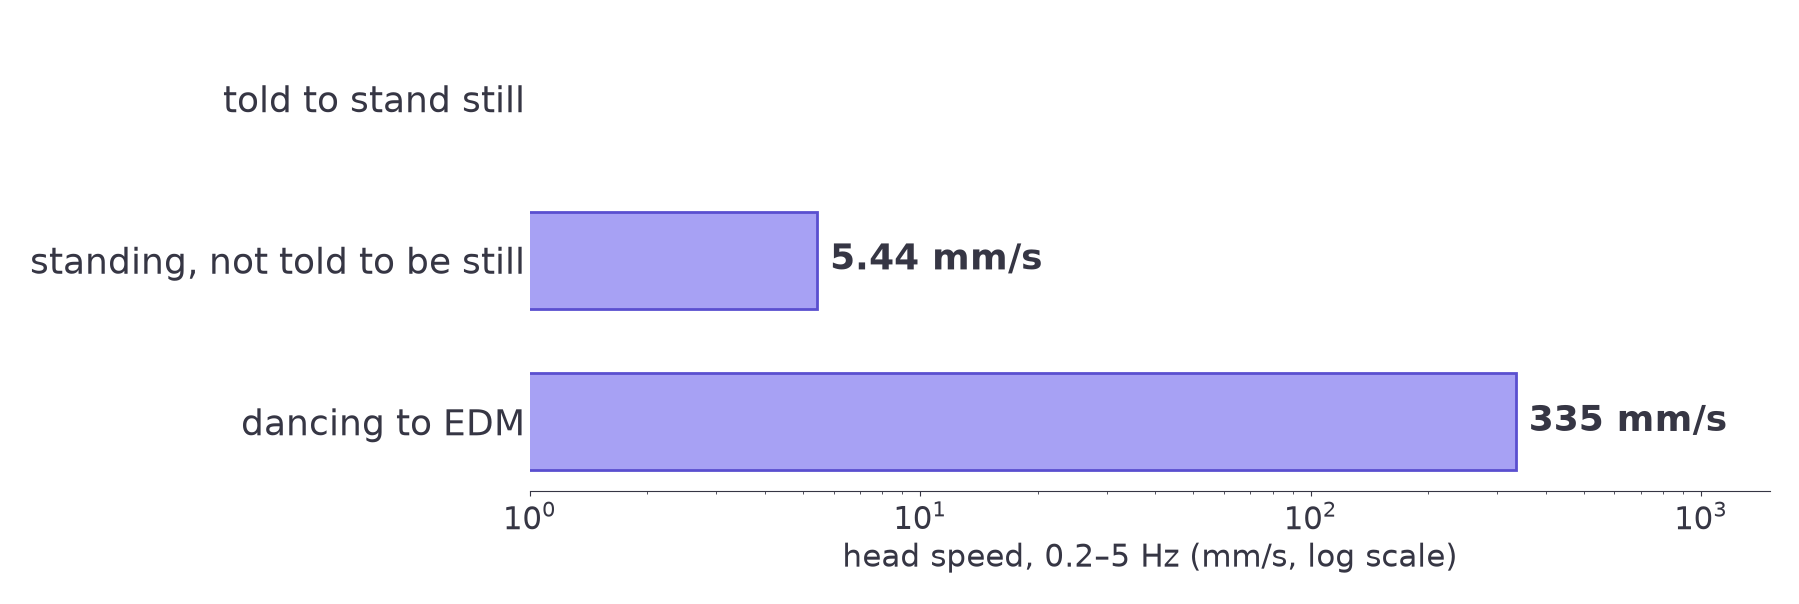 told to stand still
standing, not told to be still
5.44 mm/s
dancing to EDM
335 mm/s
10⁰ 10¹ 10² 10³
head speed, 0.2–5 Hz (mm/s, log scale)